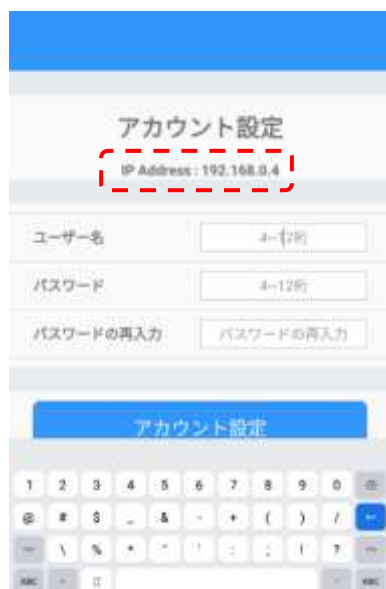 アカウント設定
IP Address : 192.168.0.4
ユーザー名 4~12桁
パスワード 4~12桁
パスワードの再入力 パスワードの再入力
アカウント設定
1 2 3 4 5 6 7 8 9 0
@ # $ _ & - + ( ) /
\ % * " ' : ; ! ?
ABC ABC